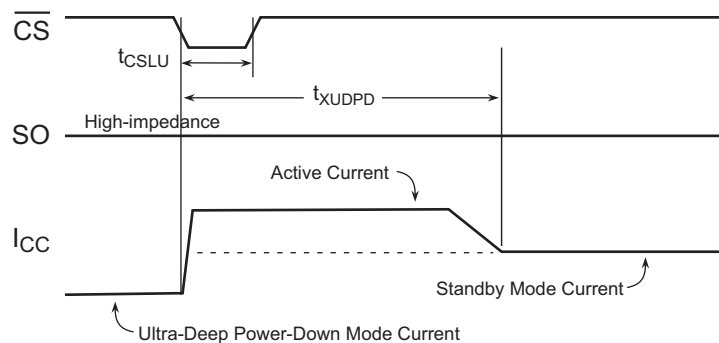 CS
tCSLU
tXUDPD
High-impedance
SO
Active Current
ICC
Standby Mode Current
Ultra-Deep Power-Down Mode Current